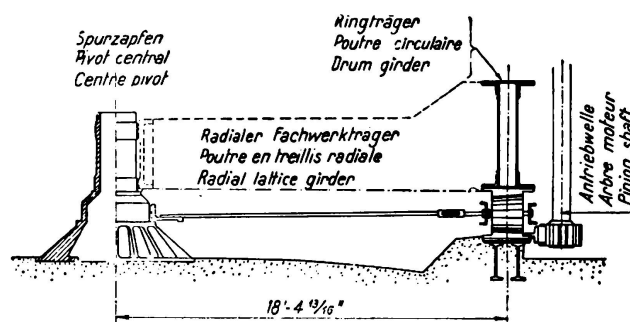 Spurzapfen
Pivot central
Centre pivot
Ringträger
Poutre circulaire
Drum girder
Radialer Fachwerktrager
Poutre en treillis radiale
Radial lattice girder
Antriebwelle
Arbre moteur
Pinion shaft
18'-4 13/16"